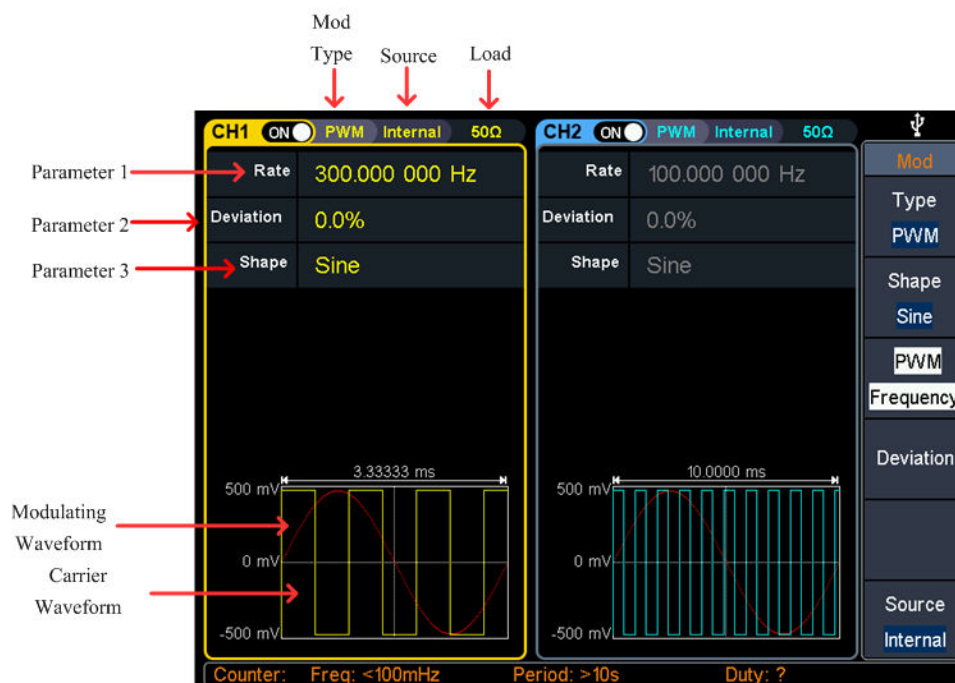 Mod
Type
Source
Load
CH1 ON PWM Internal 50Ω
CH2 ON PWM Internal 50Ω
Mod
Parameter 1
Rate 300.000 000 Hz
Rate 100.000 000 Hz
Type
PWM
Parameter 2
Deviation 0.0%
Deviation 0.0%
Parameter 3
Shape Sine
Shape Sine
Shape
Sine
PWM
Frequency
Deviation
3.33333 ms
10.0000 ms
500 mV
500 mV
Modulating
Waveform
0 mV
0 mV
Carrier
Waveform
-500 mV
-500 mV
Source
Internal
Counter: Freq: <100mHz Period: >10s Duty: ?